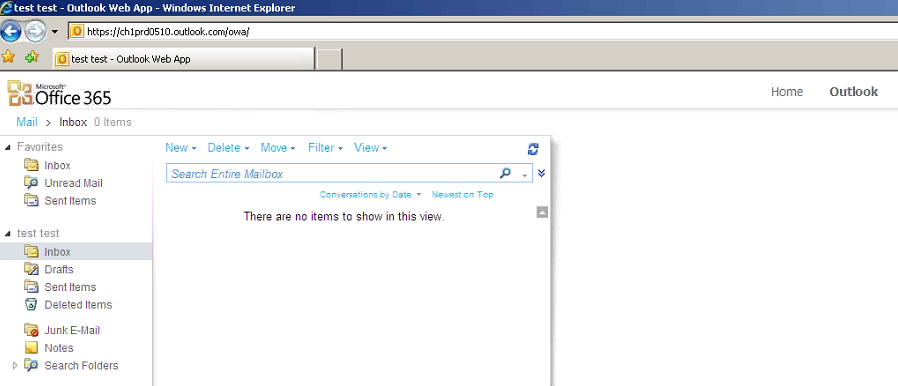 test test - Outlook Web App - Windows Internet Explorer
https://ch1prd0510.outlook.com/owa/
test test - Outlook Web App
Microsoft®
Office 365
Home Outlook
Mail > Inbox 0 Items
Favorites
Inbox
Unread Mail
Sent Items
test test
Inbox
Drafts
Sent Items
Deleted Items
Junk E-Mail
Notes
Search Folders
New Delete Move Filter View
Search Entire Mailbox
Conversations by Date Newest on Top
There are no items to show in this view.